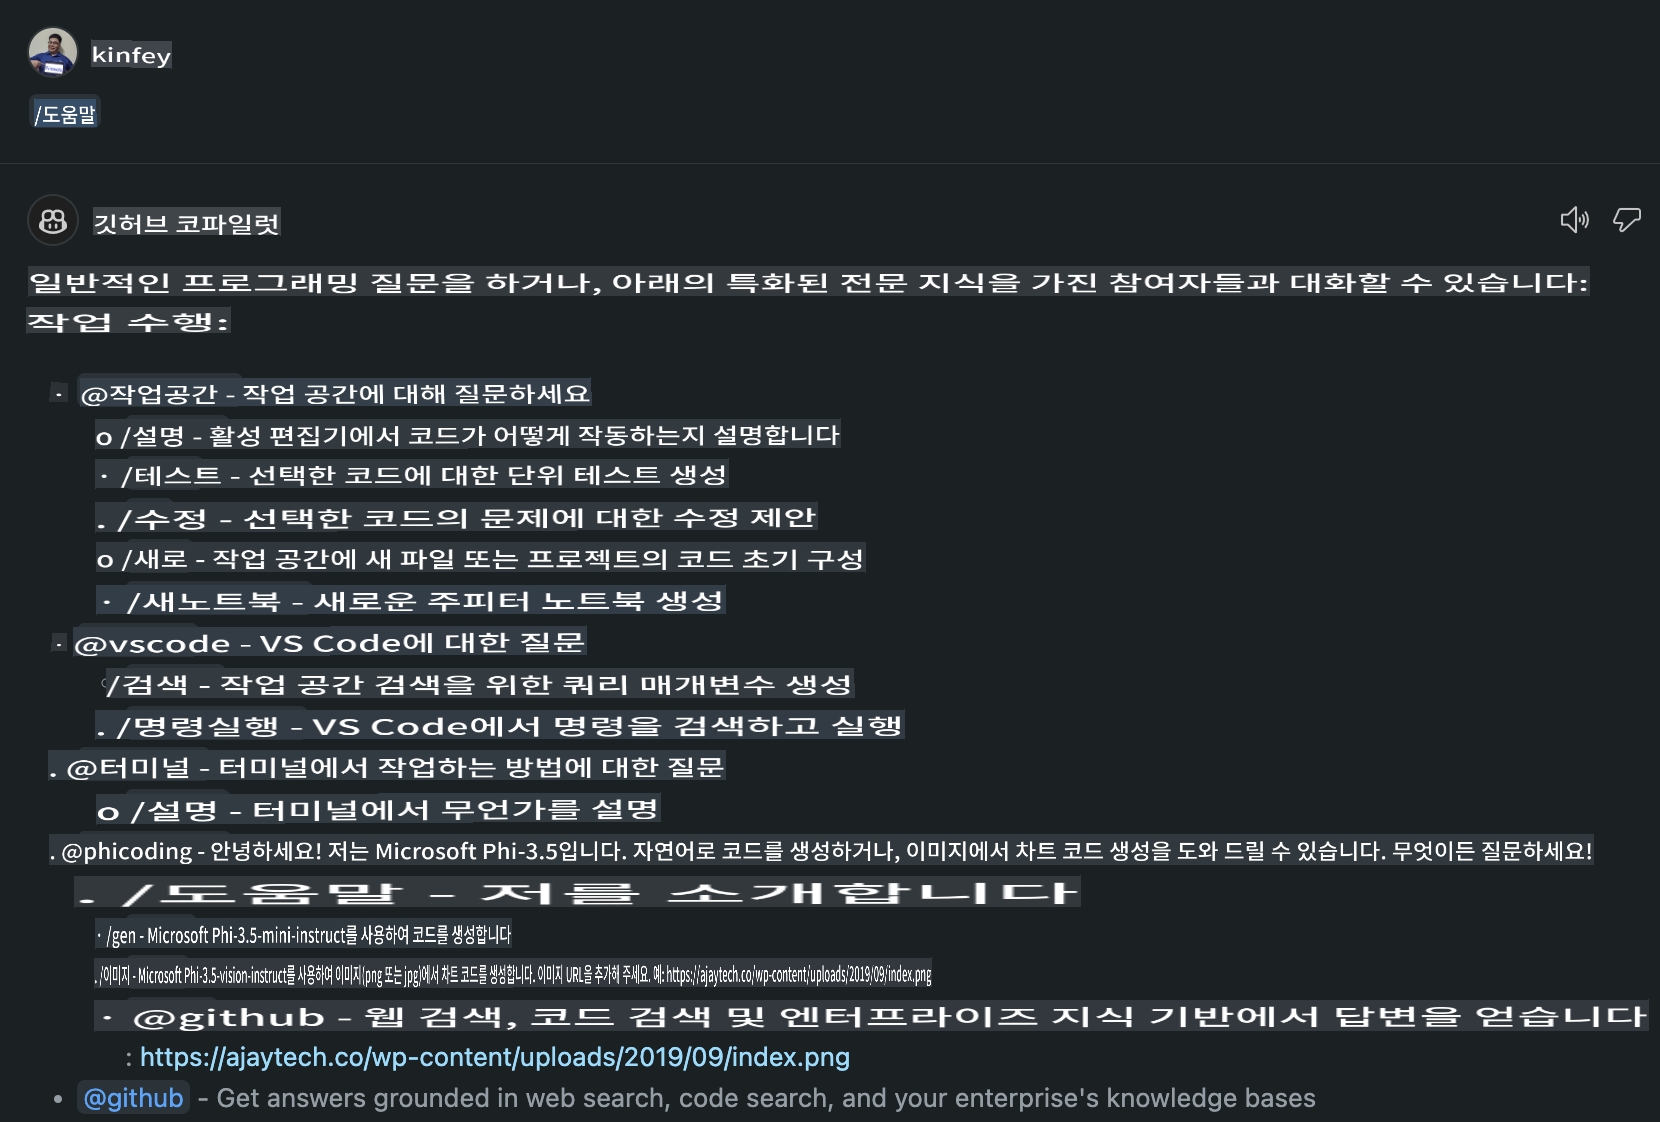 kinfey
/도움말
깃허브 코파일럿
일반적인 프로그래밍 질문을 하거나, 아래의 특화된 전문 지식을 가진 참여자들과 대화할 수 있습니다:
작업 수행:
· @작업공간 - 작업 공간에 대해 질문하세요
o /설명 - 활성 편집기에서 코드가 어떻게 작동하는지 설명합니다
· /테스트 - 선택한 코드에 대한 단위 테스트 생성
. /수정 - 선택한 코드의 문제에 대한 수정 제안
o /새로 - 작업 공간에 새 파일 또는 프로젝트의 코드 초기 구성
· /새노트북 - 새로운 주피터 노트북 생성
· @vscode - VS Code에 대한 질문
/검색 - 작업 공간 검색을 위한 쿼리 매개변수 생성
. /명령실행 - VS Code에서 명령을 검색하고 실행
. @터미널 - 터미널에서 작업하는 방법에 대한 질문
o /설명 - 터미널에서 무언가를 설명
. @phicoding - 안녕하세요! 저는 Microsoft Phi-3.5입니다. 자연어로 코드를 생성하거나, 이미지에서 차트 코드 생성을 도와 드릴 수 있습니다. 무엇이든 질문하세요!
. /도움말 - 저를 소개합니다
· /gen - Microsoft Phi-3.5-mini-instruct를 사용하여 코드를 생성합니다
. /이미지 - Microsoft Phi-3.5-vision-instruct를 사용하여 이미지(png 또는 jpg)에서 차트 코드를 생성합니다. 이미지 URL을 추가해 주세요. 예: https://ajaytech.co/wp-content/uploads/2019/09/index.png
· @github - 웹 검색, 코드 검색 및 엔터프라이즈 지식 기반에서 답변을 얻습니다
: https://ajaytech.co/wp-content/uploads/2019/09/index.png
• @github - Get answers grounded in web search, code search, and your enterprise's knowledge bases